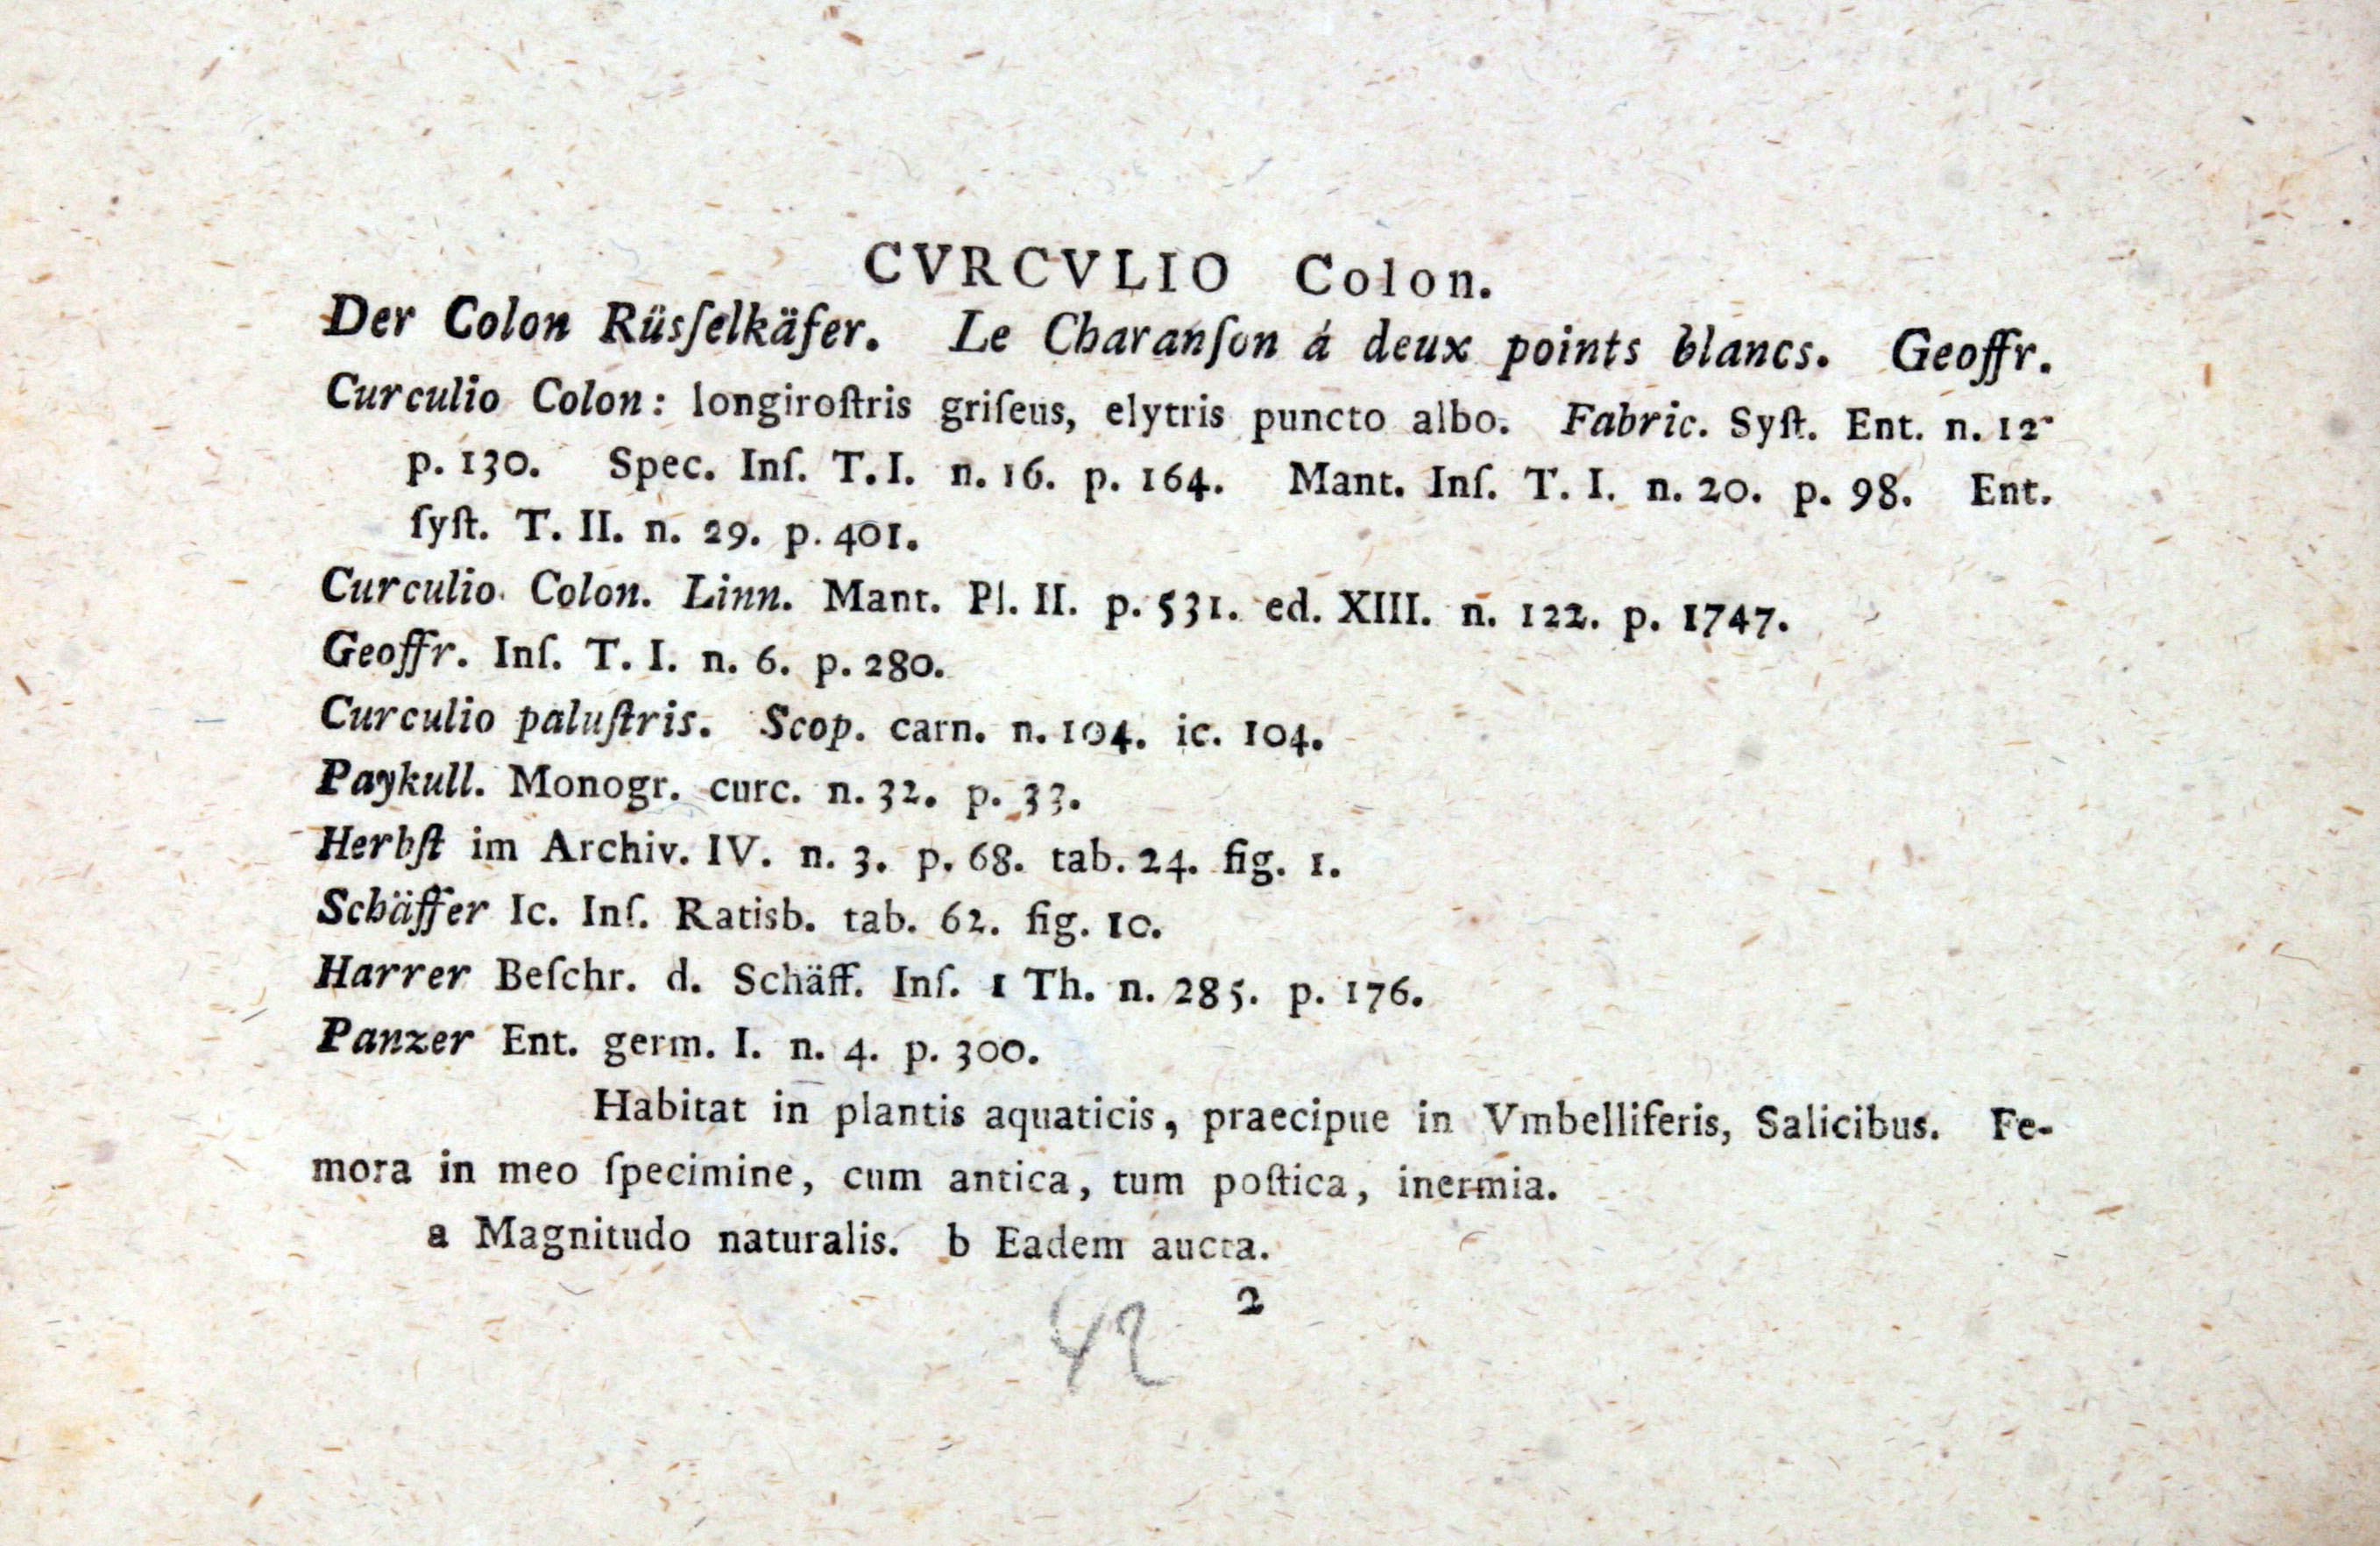 CVRCVLIO Colon.
Der Colon Rüsſelkäfer. Le Charanſon á deux points blancs. Geoffr.
Curculio Colon: longiroſtris griſeus, elytris puncto albo. Fabric. Syſt. Ent. n. 12
p. 130. Spec. Inſ. T. I. n. 16. p. 164. Mant. Inſ. T. I. n. 20. p. 98. Ent.
ſyſt. T. II. n. 29. p. 401.
Curculio Colon. Linn. Mant. Pl. II. p. 531. ed. XIII. n. 122. p. 1747.
Geoffr. Inſ. T. I. n. 6. p. 280.
Curculio paluſtris. Scop. carn. n. 104. ic. 104.
Paykull. Monogr. curc. n. 32. p. 33.
Herbſt im Archiv. IV. n. 3. p. 68. tab. 24. fig. 1.
Schäffer Ic. Inſ. Ratisb. tab. 62. fig. 10.
Harrer Beſchr. d. Schäff. Inſ. 1 Th. n. 285. p. 176.
Panzer Ent. germ. I. n. 4. p. 300.
Habitat in plantis aquaticis, praecipue in Vmbelliferis, Salicibus. Fe-
mora in meo ſpecimine, cum antica, tum poſtica, inermia.
a Magnitudo naturalis. b Eadem aucta.
2
42